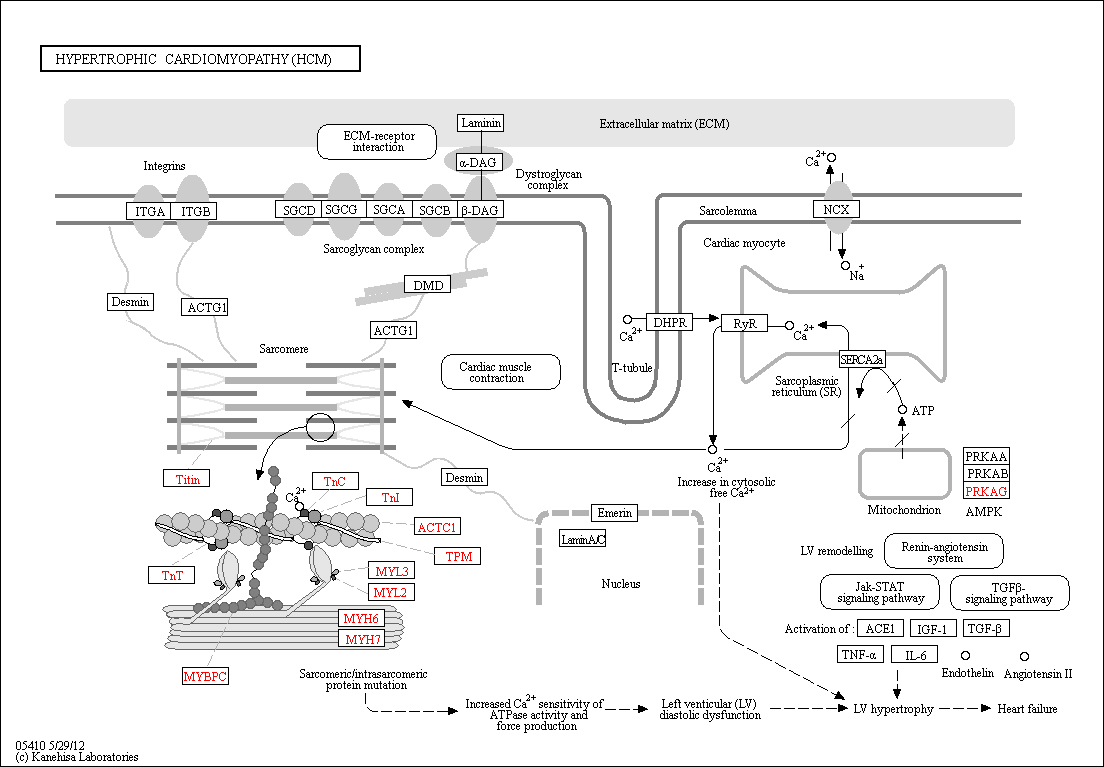 HYPERTROPHIC CARDIOMYOPATHY (HCM)
Extracellular matrix (ECM)
Laminin
ECM-receptor
interaction
α-DAG
Dystroglycan
complex
Integrins
ITGA
ITGB
SGCD
SGCG
SGCA
SGCB
β-DAG
Sarcoglycan complex
Sarcolemma
Cardiac myocyte
Ca2+
NCX
Na+
Desmin
ACTG1
DMD
ACTG1
Sarcomere
Cardiac muscle
contraction
Ca2+
DHPR
RyR
Ca2+
T-tubule
SERCA2a
Sarcoplasmic
reticulum (SR)
ATP
Mitochondrion
PRKAA
PRKAB
PRKAG
AMPK
Ca2+
Increase in cytosolic
free Ca2+
Titin
Desmin
Ca2+
TnC
TnI
ACTC1
TPM
TnT
MYL3
MYL2
MYH6
MYH7
MYBPC
Emerin
LaminA/C
Nucleus
LV remodelling
Renin-angiotensin
system
Jak-STAT
signaling pathway
TGFβ-
signaling pathway
Activation of :
ACE1
IGF-1
TGF-β
TNF-α
IL-6
Endothelin
Angiotensin II
Sarcomeric/intrasarcomeric
protein mutation
Increased Ca2+ sensitivity of
ATPase activity and
force production
Left venticular (LV)
diastolic dysfunction
LV hypertrophy
Heart failure
05410 5/29/12
(c) Kanehisa Laboratories